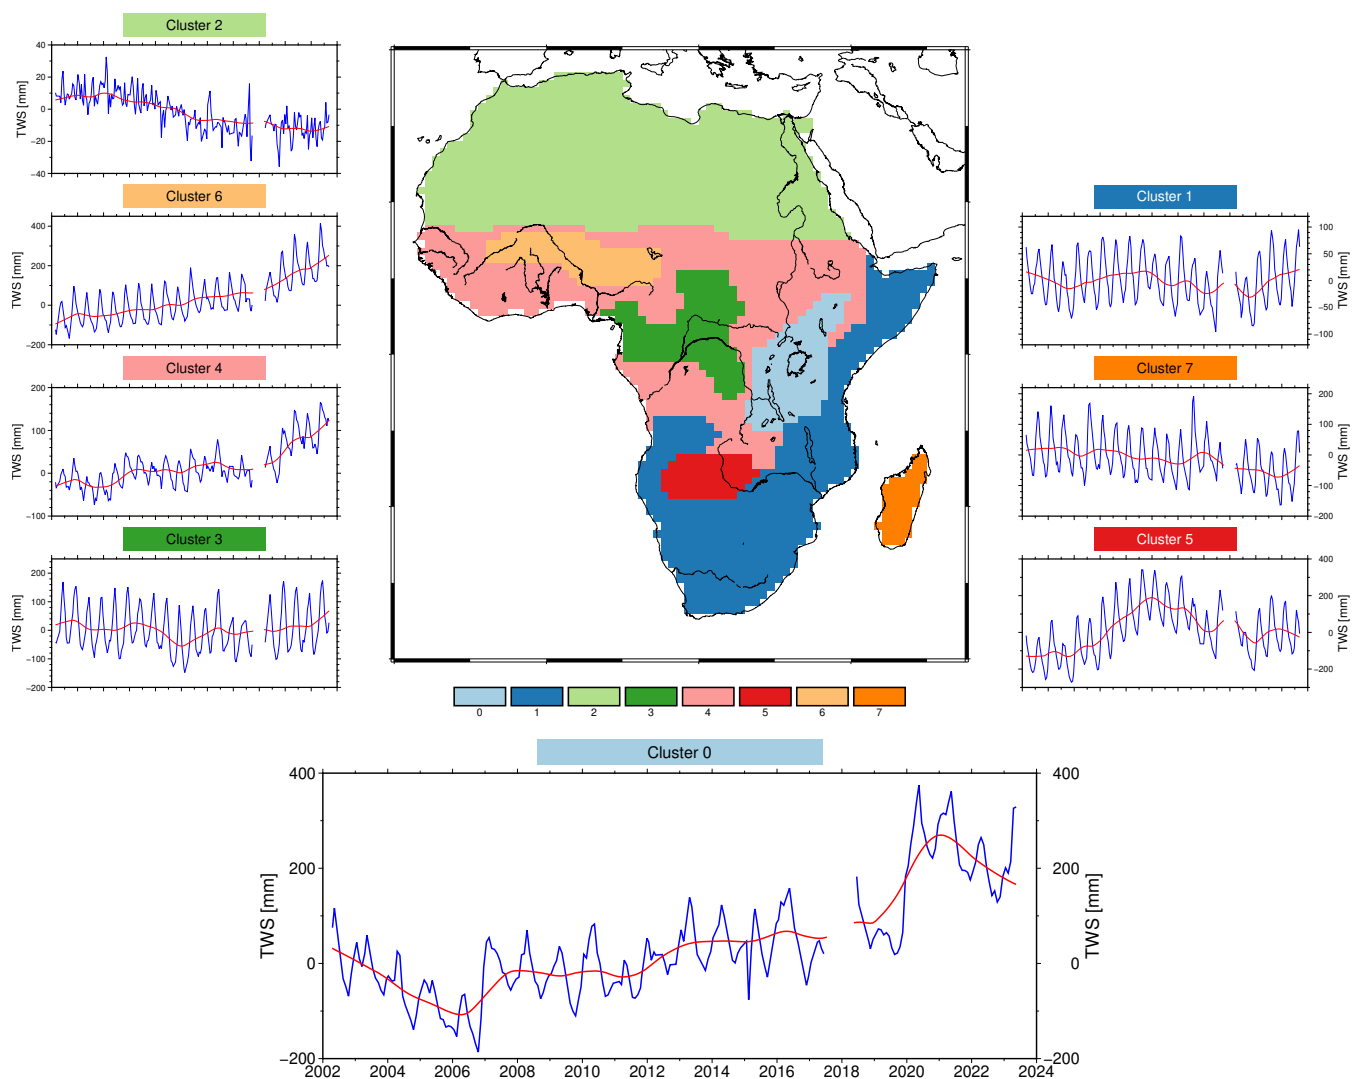 Cluster 2
40
20
0
−20
−40
TWS [mm]
Cluster 6
400
200
0
−200
TWS [mm]
Cluster 4
200
100
0
−100
TWS [mm]
Cluster 3
200
100
0
−100
−200
TWS [mm]
Cluster 1
100
50
0
−50
−100
TWS [mm]
Cluster 7
200
100
0
−100
−200
TWS [mm]
Cluster 5
400
200
0
−200
TWS [mm]
0 1 2 3 4 5 6 7
Cluster 0
400 400
200 200
0 0
−200 −200
TWS [mm] TWS [mm]
2002 2004 2006 2008 2010 2012 2014 2016 2018 2020 2022 2024